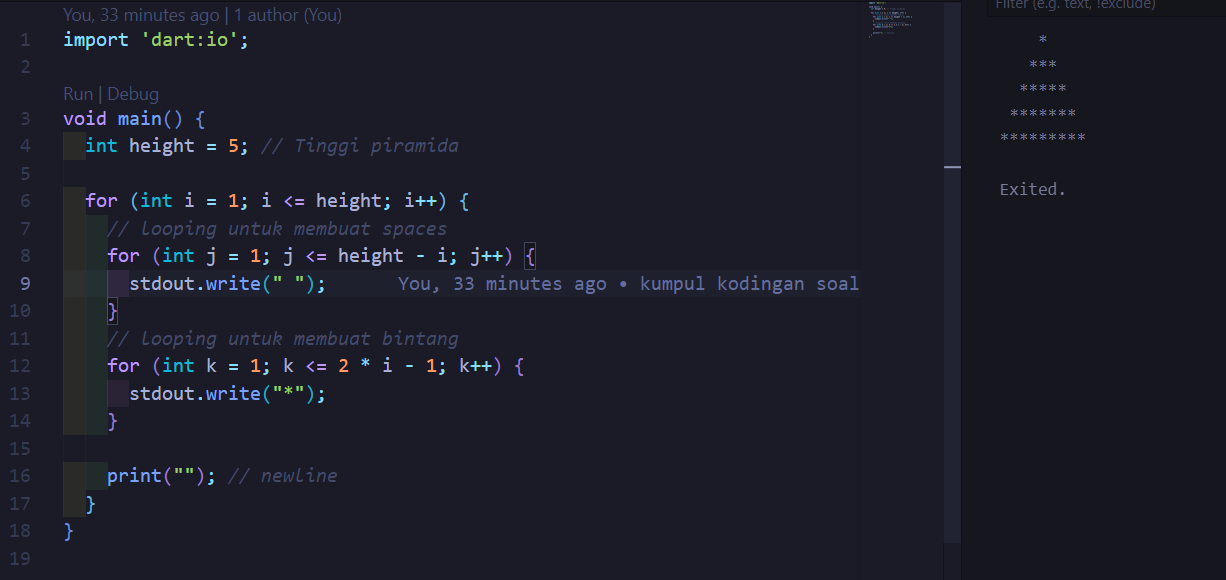 You, 33 minutes ago | 1 author (You)
1 import 'dart:io';
2
Run | Debug
3 void main() {
4 int height = 5; // Tinggi piramida
5
6 for (int i = 1; i <= height; i++) {
7 // looping untuk membuat spaces
8 for (int j = 1; j <= height - i; j++) {
9 stdout.write(" "); You, 33 minutes ago • kumpul kodingan soal
10 }
11 // looping untuk membuat bintang
12 for (int k = 1; k <= 2 * i - 1; k++) {
13 stdout.write("*");
14 }
15
16 print(""); // newline
17 }
18 }
19
Filter (e.g. text, !exclude)
    *
   ***
  *****
 *******
*********
Exited.